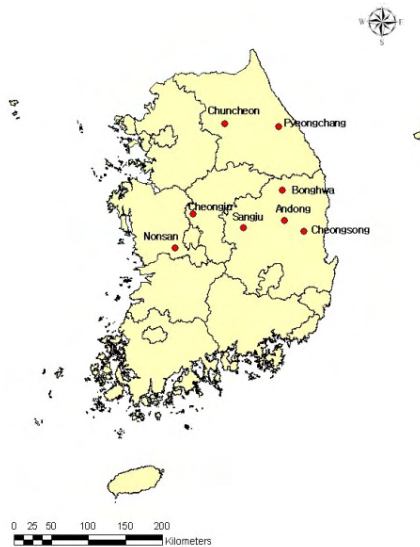 N
W E
S
Chuncheon
Pyeongchang
Bonghwa
Cheongju
Andong
Sangju
Cheongsong
Nonsan
0 25 50 100 150 200
Kilometers